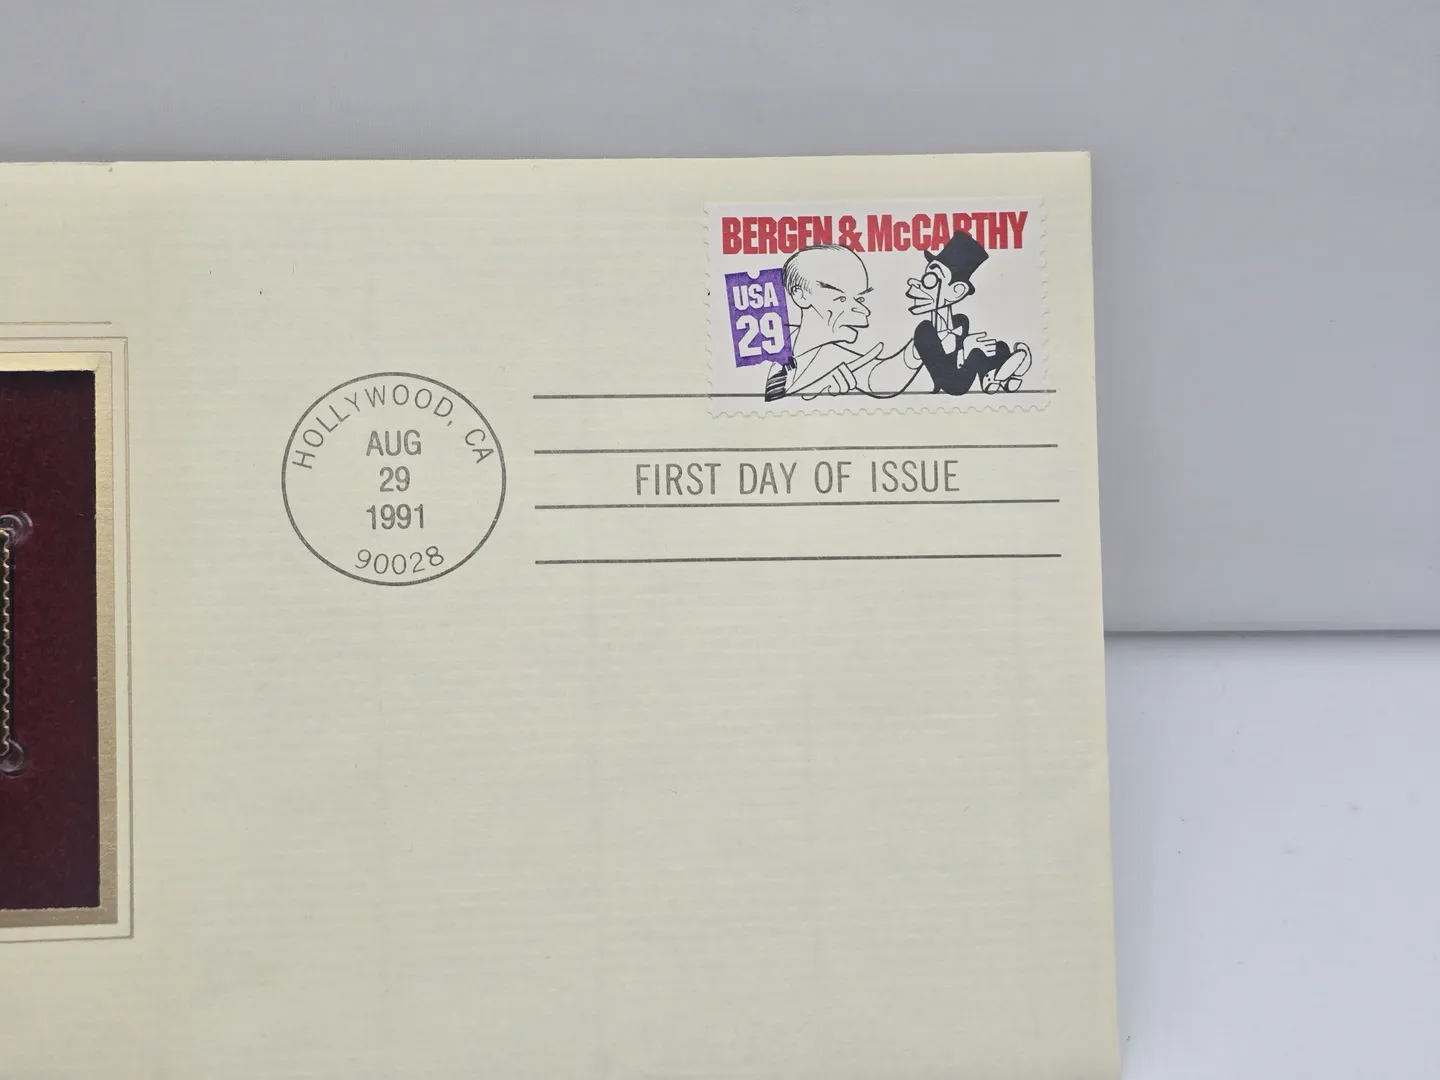 BERGEN & McCARTHY
USA
29
HOLLYWOOD, CA
AUG
29
1991
90028
FIRST DAY OF ISSUE